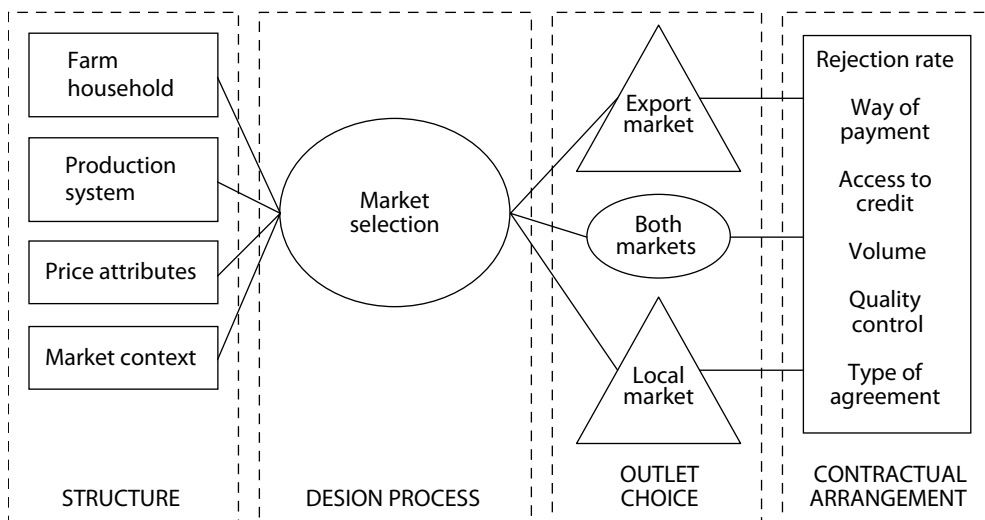 Farm
household
Production
system
Price attributes
Market context
STRUCTURE
Market
selection
DESION PROCESS
Export
market
Both
markets
Local
market
OUTLET
CHOICE
Rejection rate
Way of
payment
Access to
credit
Volume
Quality
control
Type of
agreement
CONTRACTUAL
ARRANGEMENT